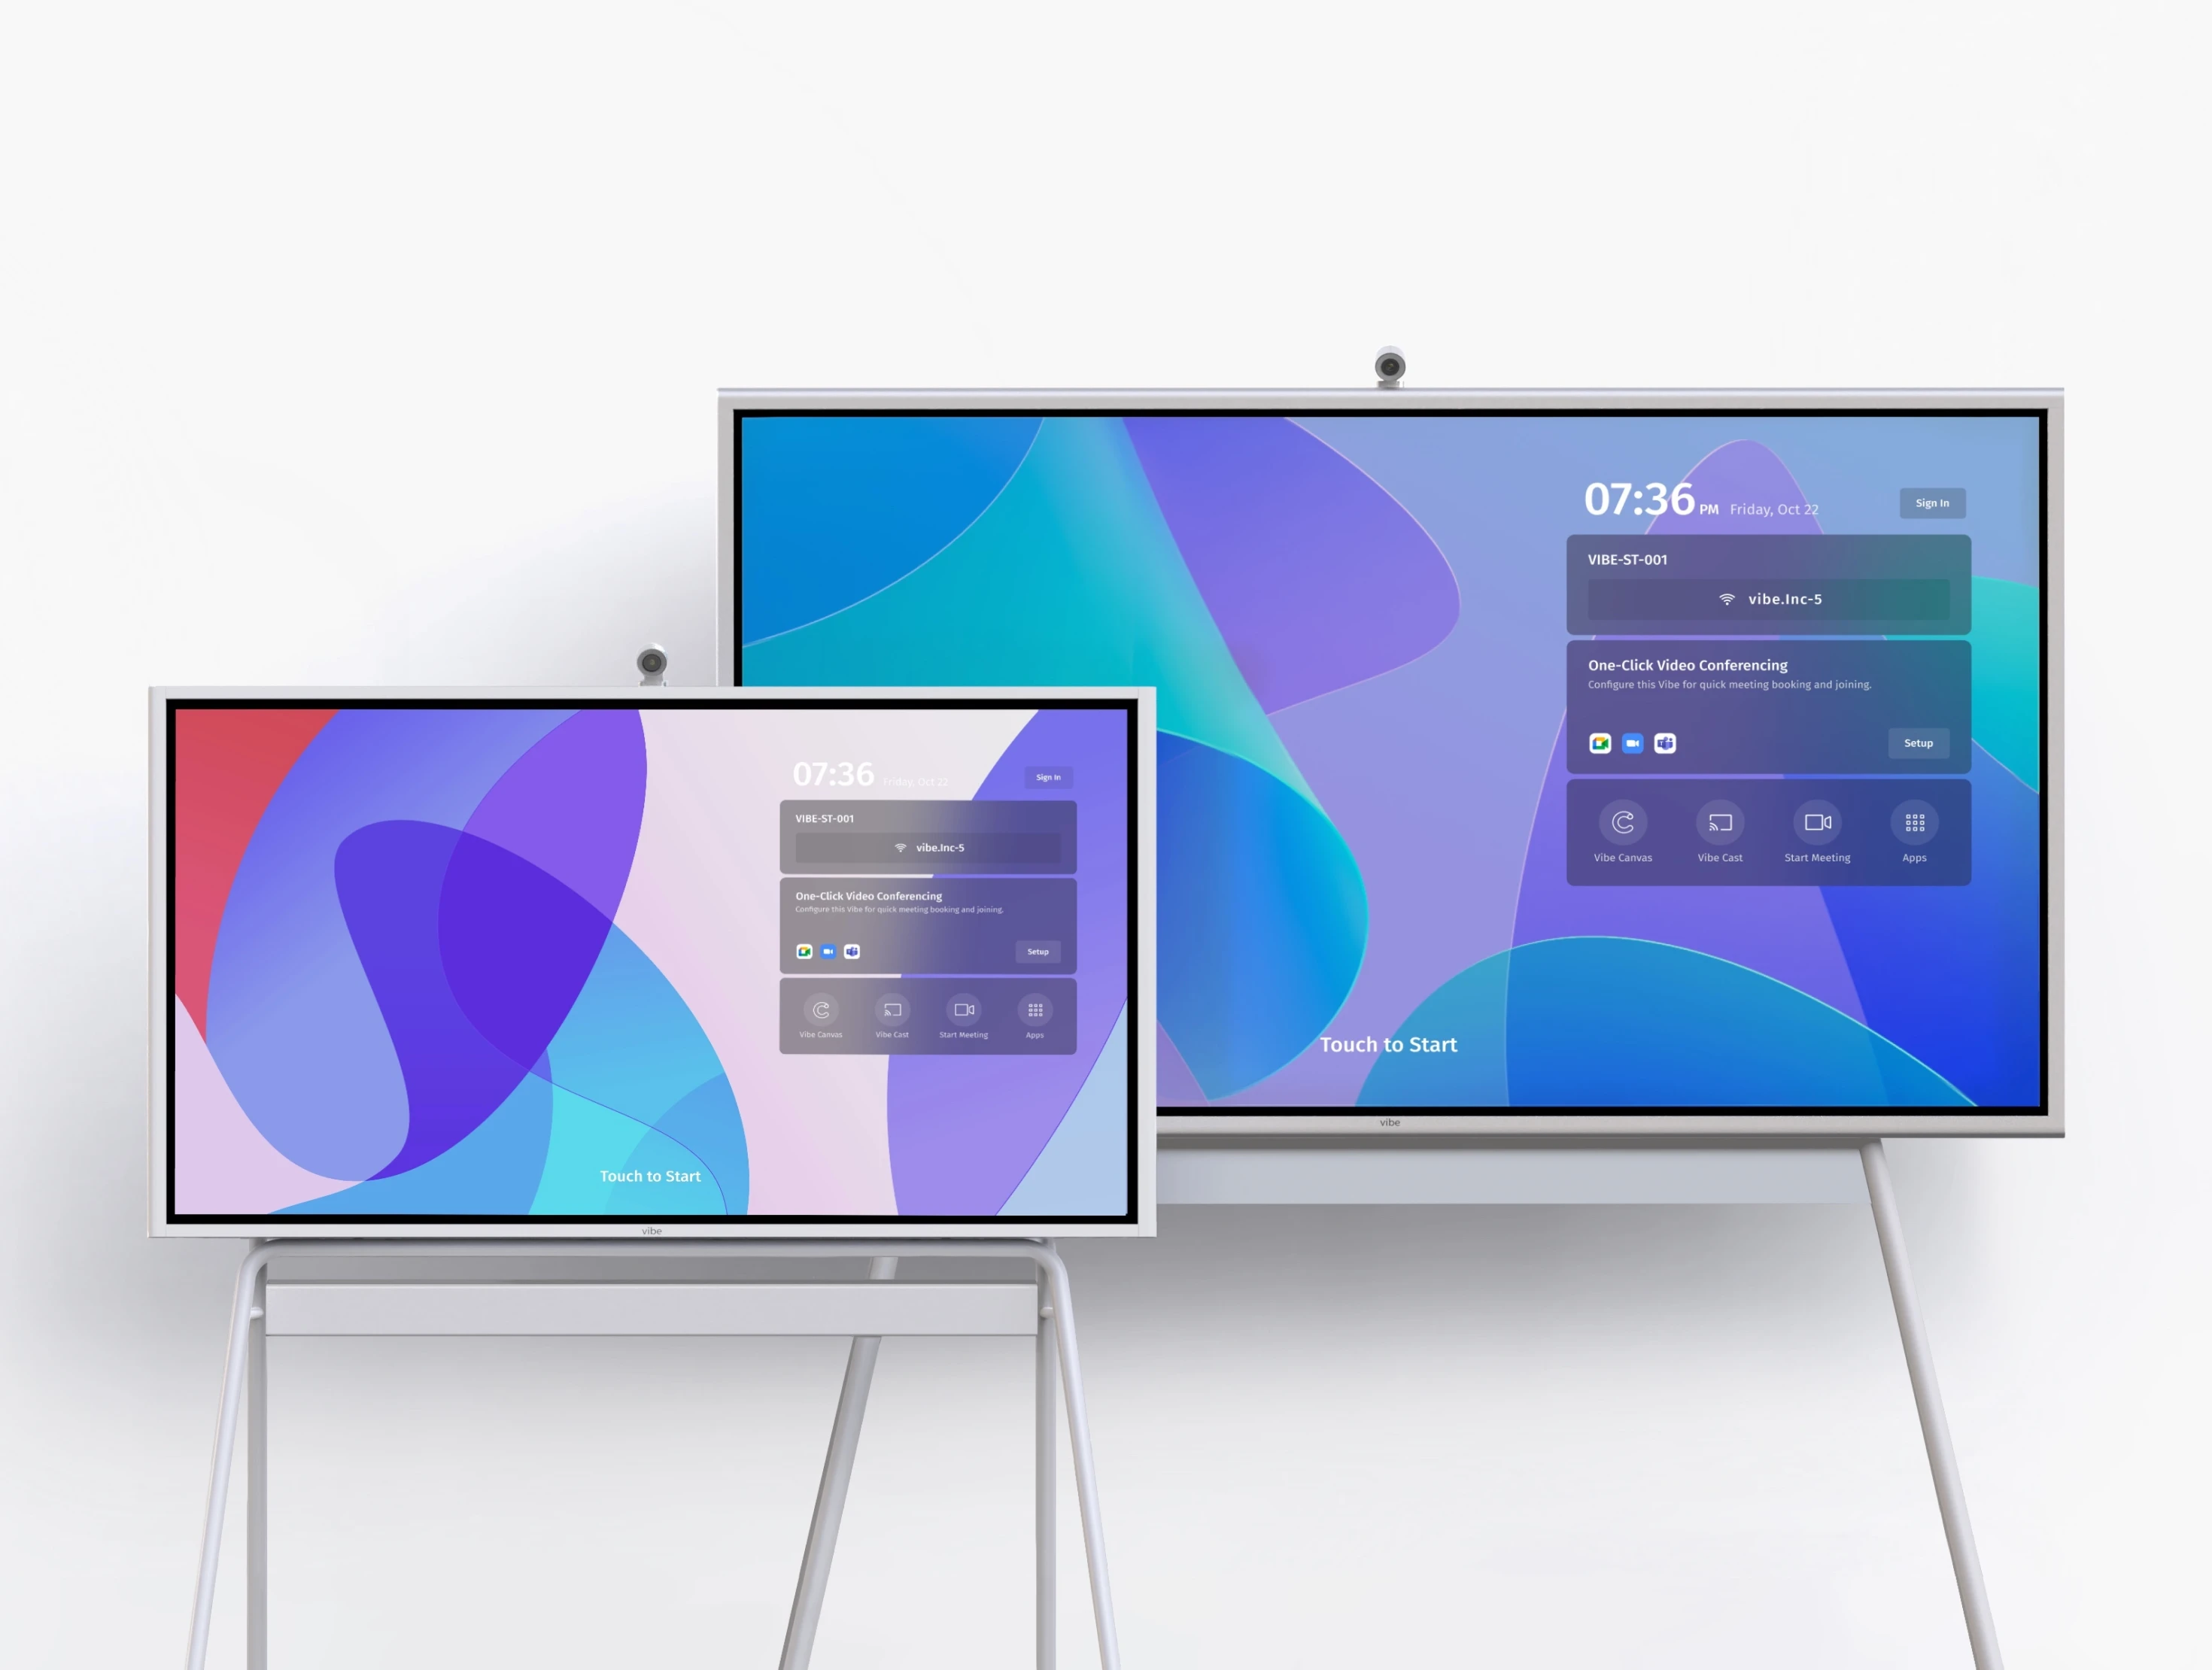 07:36 PM Friday, Oct 22
Sign In
VIBE-ST-001
vibe.Inc-5
One-Click Video Conferencing
Configure this Vibe for quick meeting booking and joining.
Setup
Vibe Canvas Vibe Cast Start Meeting Apps
Touch to Start
vibe
07:36 Friday, Oct 22
Sign In
VIBE-ST-001
vibe.Inc-5
One-Click Video Conferencing
Configure this Vibe for quick meeting booking and joining.
Setup
Vibe Canvas Vibe Cast Start Meeting Apps
Touch to Start
vibe